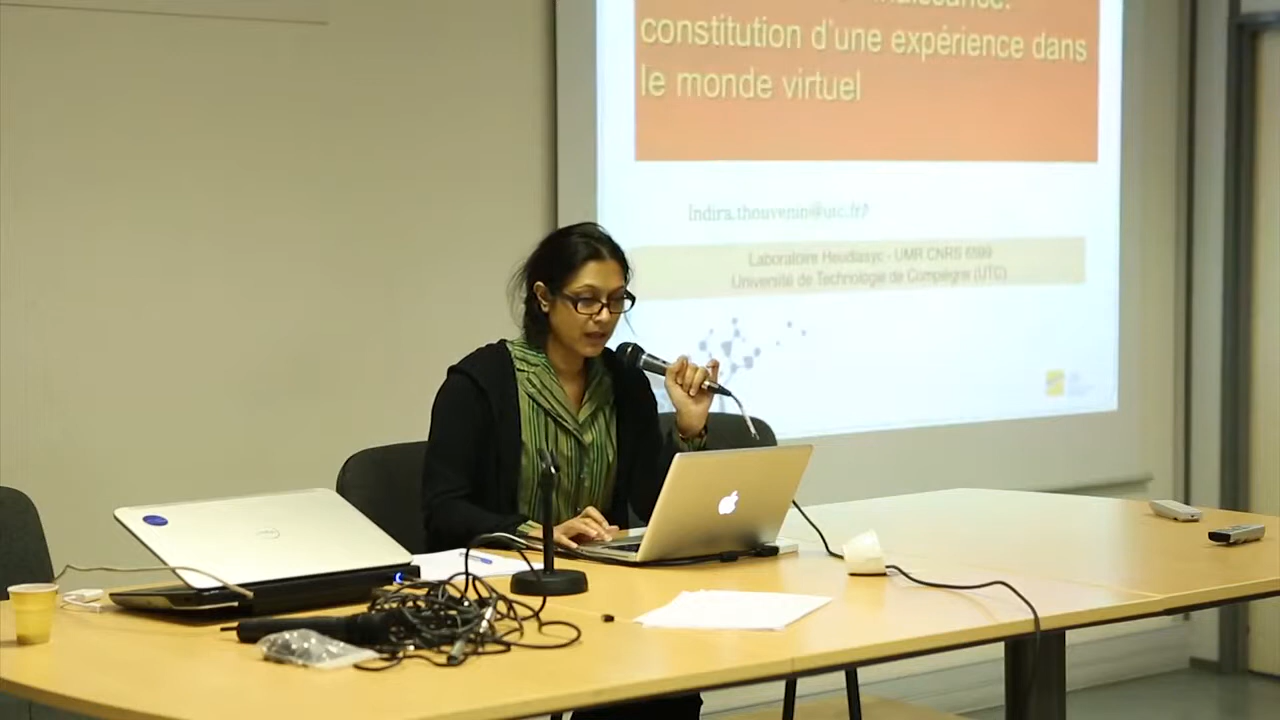 constitution d'une expérience dans
le monde virtuel
Indira.thouvenin@utc.fr
Laboratoire Heudiasyc - UMR CNRS 6599
Université de Technologie de Compiègne (UTC)